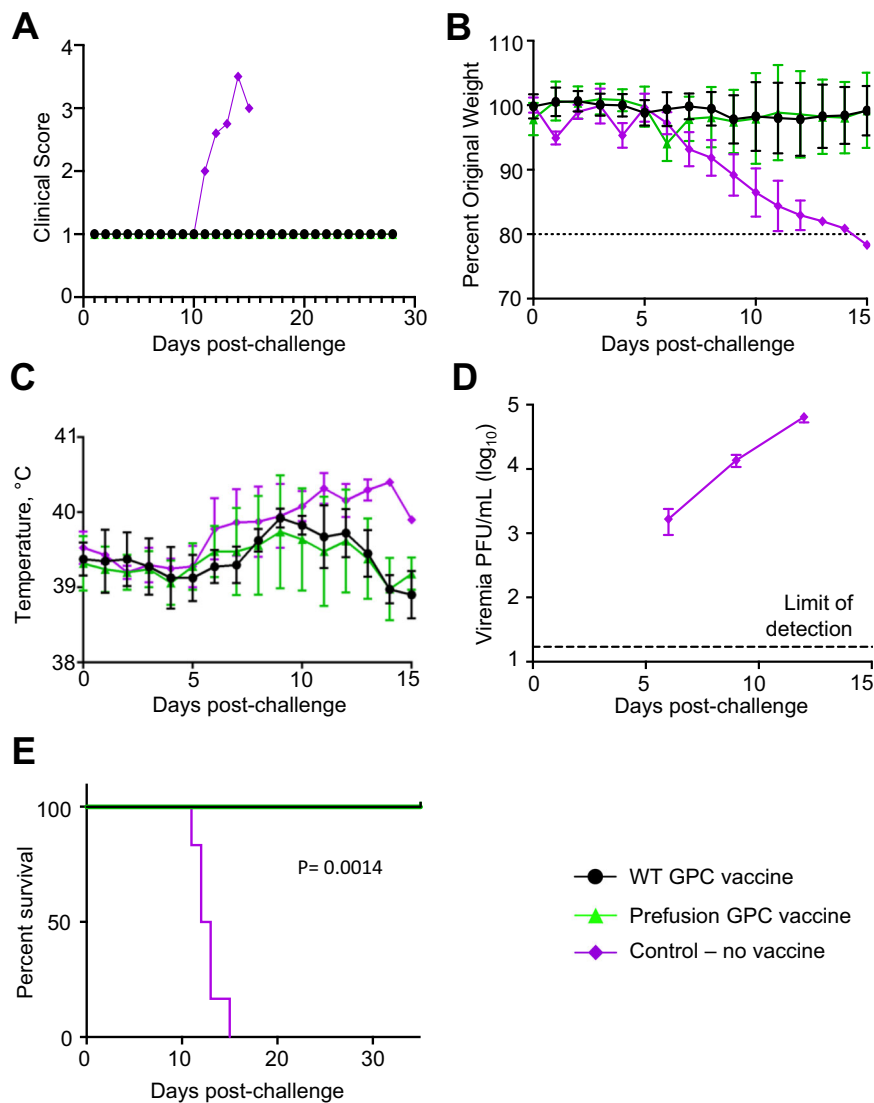 A
Clinical Score
4
3
2
1
0
0
10
20
30
Days post-challenge
B
Percent Original Weight
110
100
90
80
70
0
5
10
15
Days post-challenge
C
Temperature, °C
41
40
39
38
0
5
10
15
Days post-challenge
D
Viremia PFU/mL (log10)
5
4
3
2
1
Limit of
detection
0
5
10
15
Days post-challenge
E
Percent survival
100
50
0
P= 0.0014
0
10
20
30
Days post-challenge
WT GPC vaccine
Prefusion GPC vaccine
Control – no vaccine